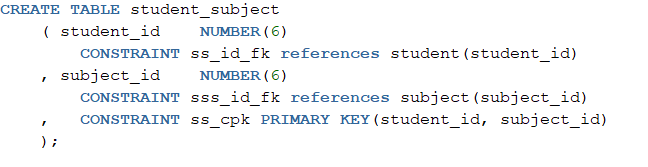 CREATE TABLE student_subject
( student_id NUMBER(6)
CONSTRAINT ss_id_fk references student(student_id)
, subject_id NUMBER(6)
CONSTRAINT sss_id_fk references subject(subject_id)
, CONSTRAINT ss_cpk PRIMARY KEY(student_id, subject_id)
);